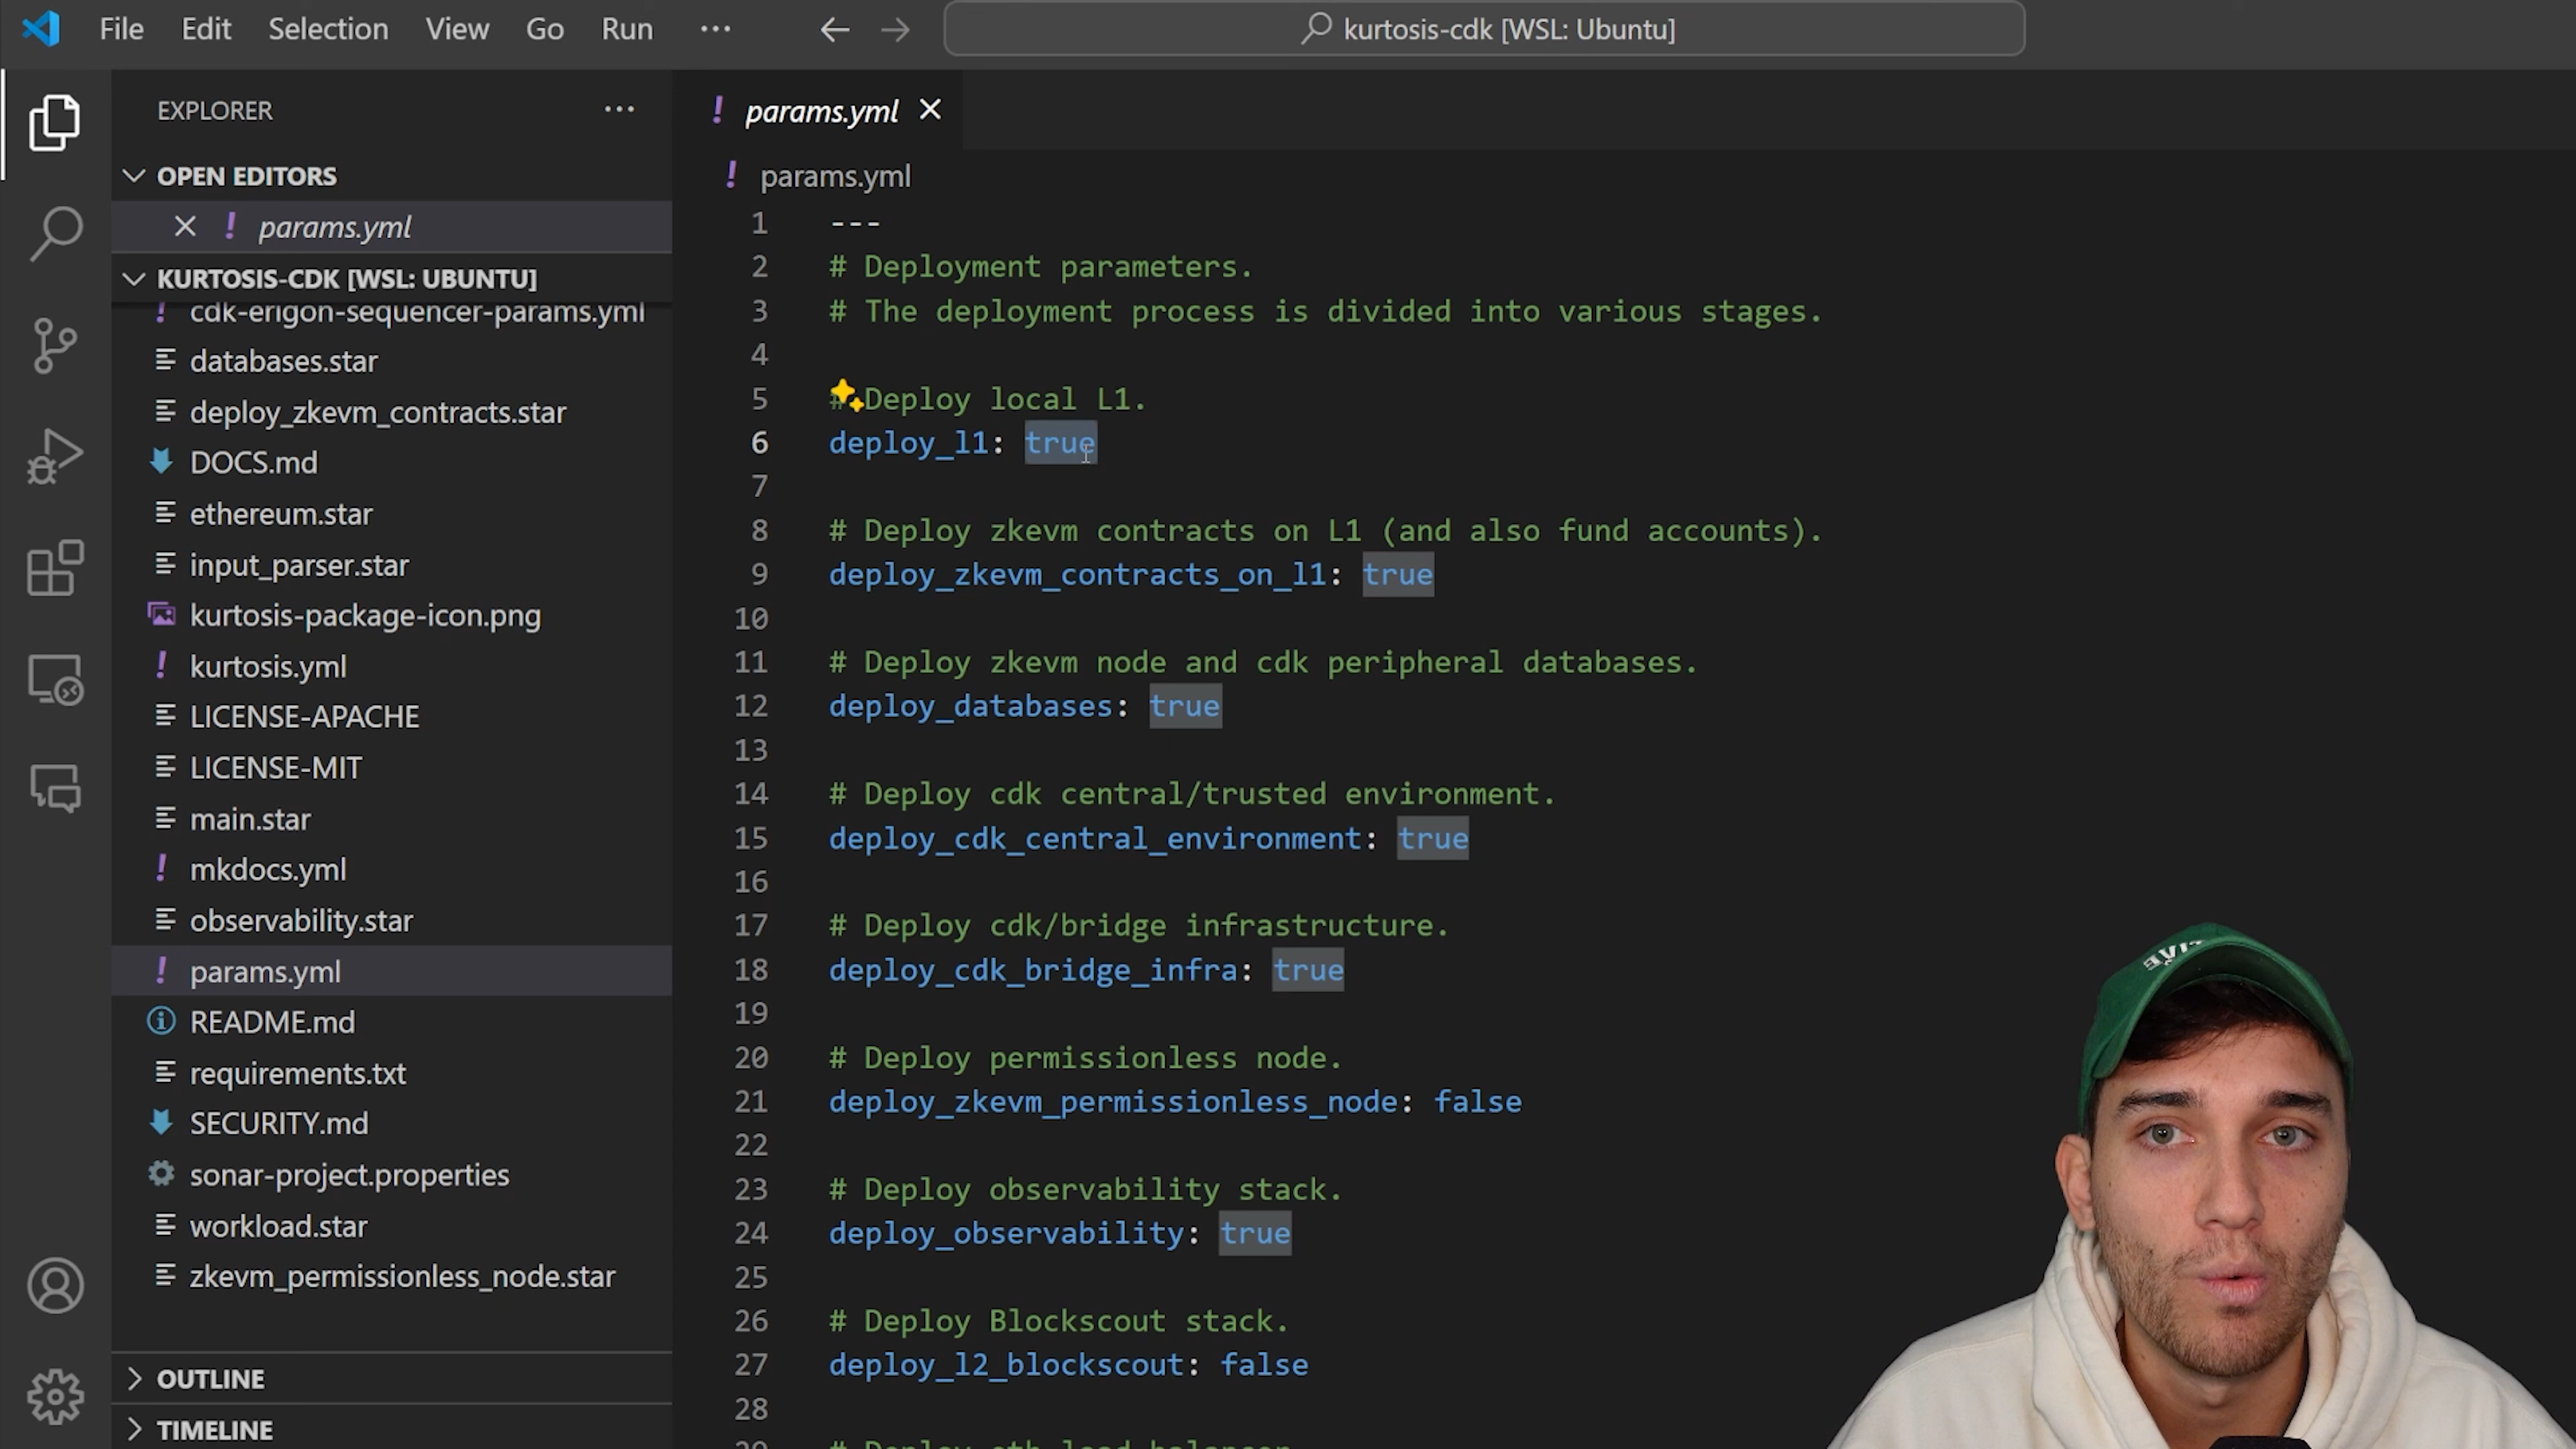 File Edit Selection View Go Run ··· kurtosis-cdk [WSL: Ubuntu]
EXPLORER ···
OPEN EDITORS
! params.yml
KURTOSIS-CDK [WSL: UBUNTU]
! cdk-erigon-sequencer-params.yml
databases.star
deploy_zkevm_contracts.star
DOCS.md
ethereum.star
input_parser.star
kurtosis-package-icon.png
! kurtosis.yml
LICENSE-APACHE
LICENSE-MIT
main.star
! mkdocs.yml
observability.star
! params.yml
README.md
requirements.txt
SECURITY.md
sonar-project.properties
workload.star
zkevm_permissionless_node.star
OUTLINE
TIMELINE
! params.yml
! params.yml
1 ---
2 # Deployment parameters.
3 # The deployment process is divided into various stages.
4
5 # Deploy local L1.
6 deploy_l1: true
7
8 # Deploy zkevm contracts on L1 (and also fund accounts).
9 deploy_zkevm_contracts_on_l1: true
10
11 # Deploy zkevm node and cdk peripheral databases.
12 deploy_databases: true
13
14 # Deploy cdk central/trusted environment.
15 deploy_cdk_central_environment: true
16
17 # Deploy cdk/bridge infrastructure.
18 deploy_cdk_bridge_infra: true
19
20 # Deploy permissionless node.
21 deploy_zkevm_permissionless_node: false
22
23 # Deploy observability stack.
24 deploy_observability: true
25
26 # Deploy Blockscout stack.
27 deploy_l2_blockscout: false
28